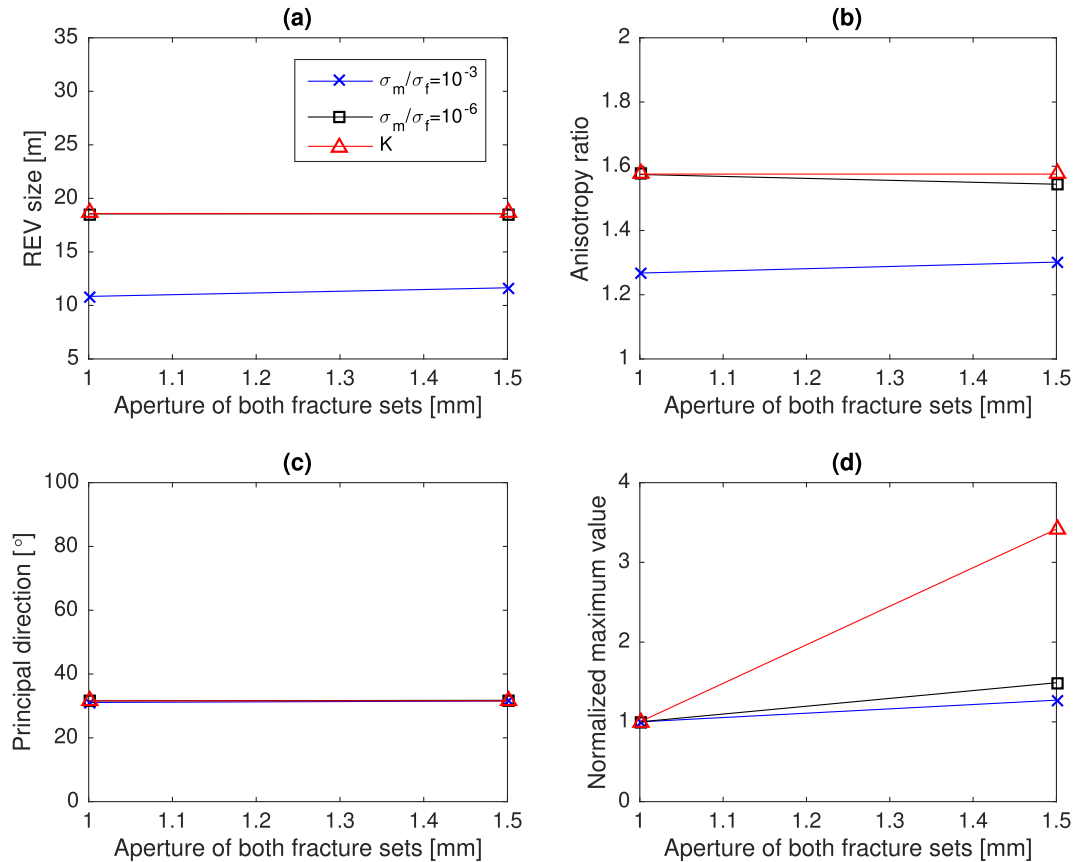 (a)
35
30
25
20
15
10
5
REV size [m]
σm/σf=10-3
σm/σf=10-6
K
1 1.1 1.2 1.3 1.4 1.5
Aperture of both fracture sets [mm]
(b)
2
1.8
1.6
1.4
1.2
1
Anisotropy ratio
1 1.1 1.2 1.3 1.4 1.5
Aperture of both fracture sets [mm]
(c)
100
80
60
40
20
0
Principal direction [°]
1 1.1 1.2 1.3 1.4 1.5
Aperture of both fracture sets [mm]
(d)
4
3
2
1
0
Normalized maximum value
1 1.1 1.2 1.3 1.4 1.5
Aperture of both fracture sets [mm]